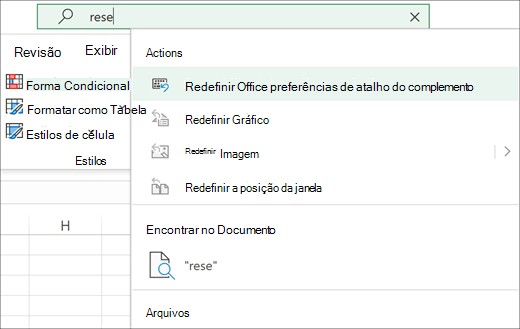 rese
Revisão Exibir
Actions
Forma Condicional
Redefinir Office preferências de atalho do complemento
Formatar como Tabela
Redefinir Gráfico
Estilos de célula
Redefinir Imagem
Estilos
Redefinir a posição da janela
H
Encontrar no Documento
"rese"
Arquivos